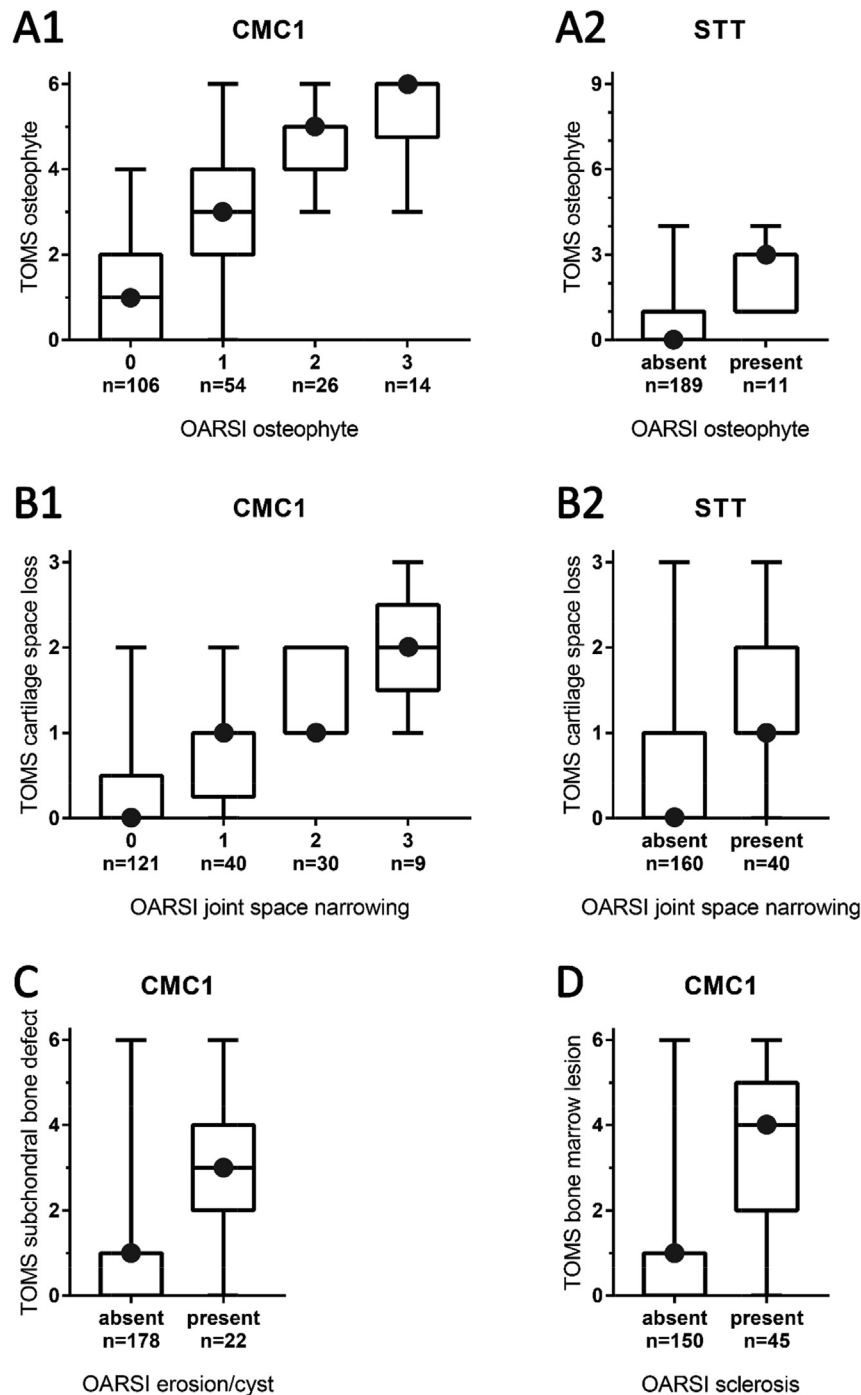 A1
CMC1
TOMS osteophyte
6
4
2
0
0 1 2 3
n=106 n=54 n=26 n=14
OARSI osteophyte
A2
STT
TOMS osteophyte
9
6
3
0
absent present
n=189 n=11
OARSI osteophyte
B1
CMC1
TOMS cartilage space loss
3
2
1
0
0 1 2 3
n=121 n=40 n=30 n=9
OARSI joint space narrowing
B2
STT
TOMS cartilage space loss
3
2
1
0
absent present
n=160 n=40
OARSI joint space narrowing
C
CMC1
TOMS subchondral bone defect
6
4
2
0
absent present
n=178 n=22
OARSI erosion/cyst
D
CMC1
TOMS bone marrow lesion
6
4
2
0
absent present
n=150 n=45
OARSI sclerosis